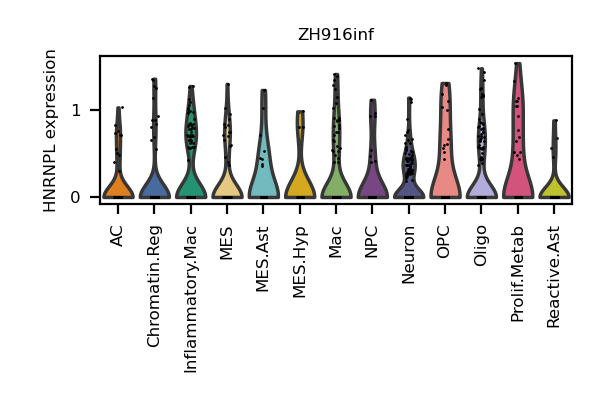 ZH916inf
HNRNPL expression
1
0
AC
Chromatin.Reg
Inflammatory.Mac
MES
MES.Ast
MES.Hyp
Mac
NPC
Neuron
OPC
Oligo
Prolif.Metab
Reactive.Ast